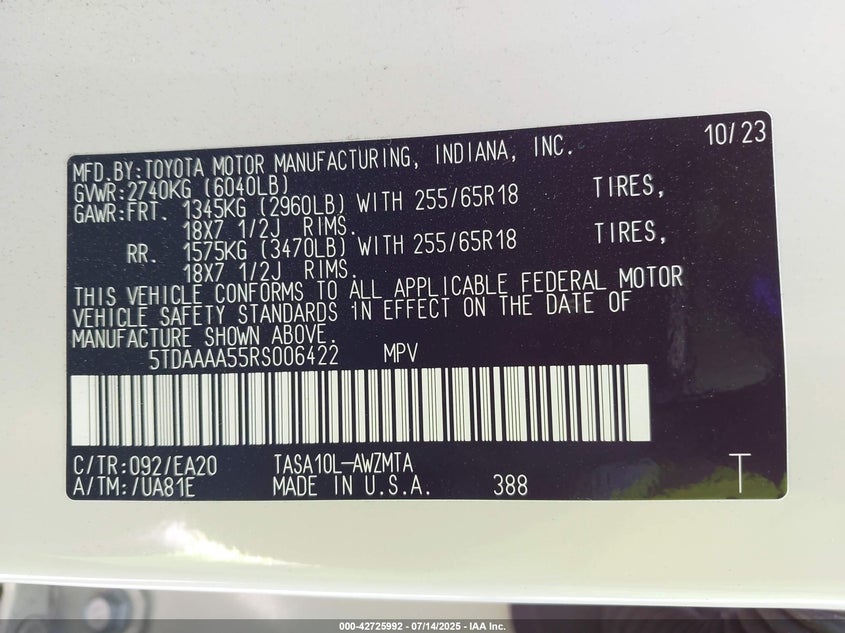 10/23
MFD.BY:TOYOTA MOTOR MANUFACTURING, INDIANA, INC.
GVWR:2740KG (6040LB)
GAWR:FRT. 1345KG (2960LB) WITH 255/65R18 TIRES,
18X7 1/2J RIMS.
RR. 1575KG (3470LB) WITH 255/65R18 TIRES,
18X7 1/2J RIMS.
THIS VEHICLE CONFORMS TO ALL APPLICABLE FEDERAL MOTOR
VEHICLE SAFETY STANDARDS IN EFFECT ON THE DATE OF
MANUFACTURE SHOWN ABOVE.
5TDAAAA55RS006422 MPV
C/TR:092/EA20 TASA10L-AWZMTA
A/TM:/UA81E MADE IN U.S.A. 388 T
000-42725992 - 07/14/2025 - IAA Inc.